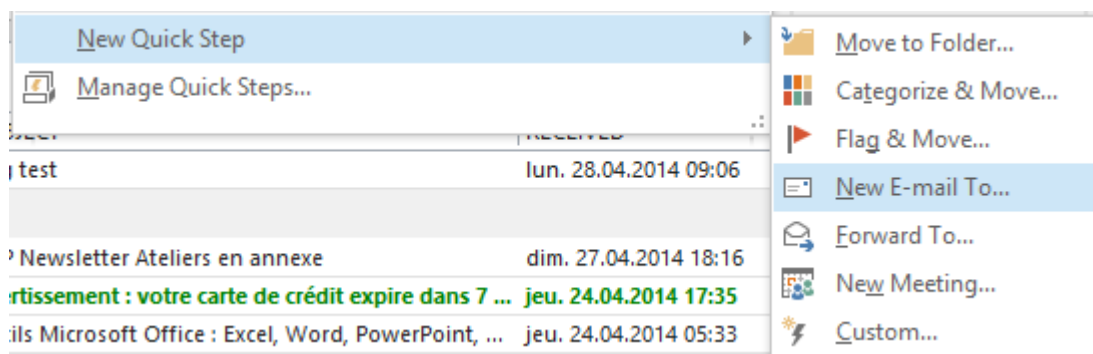 New Quick Step
Manage Quick Steps...
RECEIVED
test
lun. 28.04.2014 09:06
Newsletter Ateliers en annexe
dim. 27.04.2014 18:16
ertissement : votre carte de crédit expire dans 7 ...
jeu. 24.04.2014 17:35
ils Microsoft Office : Excel, Word, PowerPoint, ...
jeu. 24.04.2014 05:33
Move to Folder...
Categorize & Move...
Flag & Move...
New E-mail To...
Forward To...
New Meeting...
Custom...